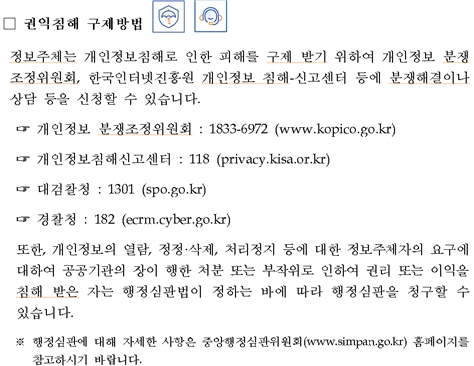 □ 권익침해 구제방법
정보주체는 개인정보침해로 인한 피해를 구제 받기 위하여 개인정보 분쟁
조정위원회, 한국인터넷진흥원 개인정보 침해-신고센터 등에 분쟁해결이나
상담 등을 신청할 수 있습니다.
☞ 개인정보 분쟁조정위원회 : 1833-6972 (www.kopico.go.kr)
☞ 개인정보침해신고센터 : 118 (privacy.kisa.or.kr)
☞ 대검찰청 : 1301 (spo.go.kr)
☞ 경찰청 : 182 (ecrm.cyber.go.kr)
또한, 개인정보의 열람, 정정·삭제, 처리정지 등에 대한 정보주체자의 요구에
대하여 공공기관의 장이 행한 처분 또는 부작위로 인하여 권리 또는 이익을
침해 받은 자는 행정심판법이 정하는 바에 따라 행정심판을 청구할 수
있습니다.
※ 행정심판에 대해 자세한 사항은 중앙행정심판위원회(www.simpan.go.kr) 홈페이지를
참고하시기 바랍니다.